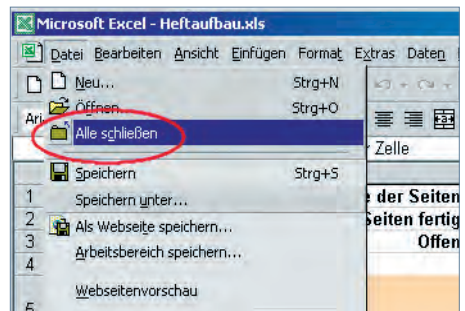 Microsoft Excel - Heftaufbau.xls
Datei Bearbeiten Ansicht Einfügen Format Extras Daten
Neu... Strg+N
Öffnen... Strg+O
Ari
Alle schließen
Zelle
Speichern Strg+S
1 der Seiten
Speichern unter...
2 Seiten fertig
Als Webseite speichern...
3 Offen
Arbeitsbereich speichern...
4
Webseitenvorschau
5